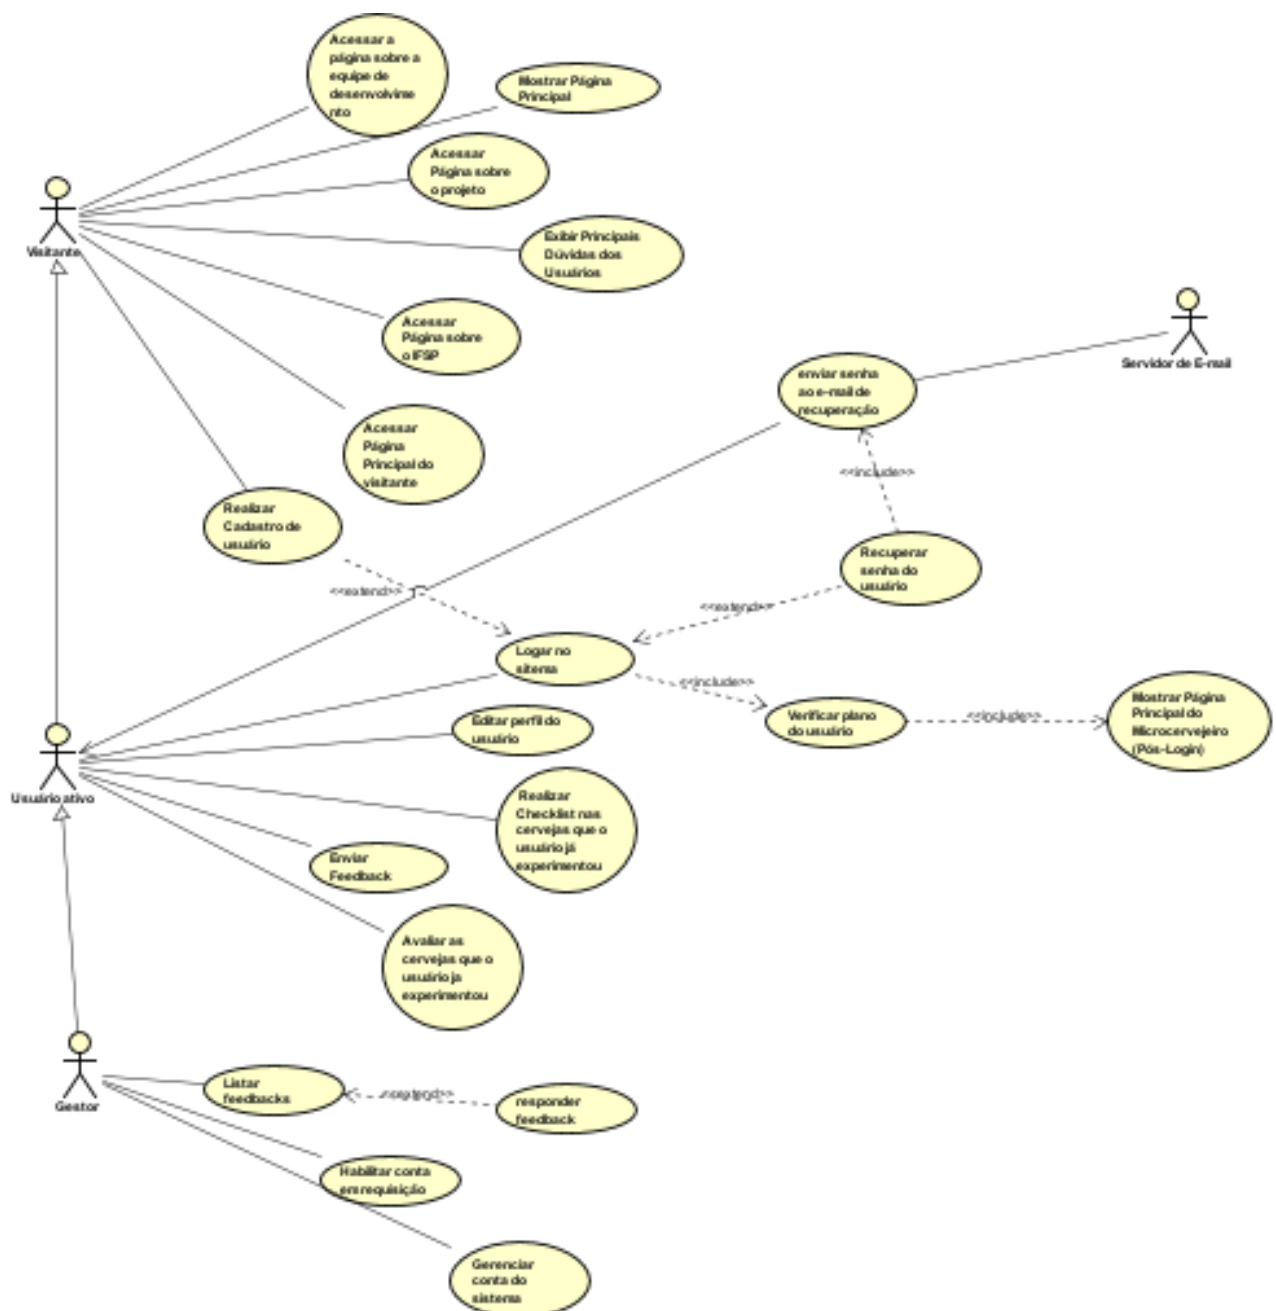 Acessar a
página sobre a
equipe de
desenvolvime
nto
Mostrar Página
Principal
Acessar
Página sobre
o projeto
Visitante
Exibir Principais
Dúvidas dos
Usuários
Acessar
Página sobre
o IFSP
Servidor de E-mail
enviar senha
ao e-mail de
recuperação
Acessar
Página
Principal do
visitante
<<include>>
Realizar
Cadastro de
usuário
Recuperar
senha do
usuário
<<extend>>
<<extend>>
Logar no
sitema
<<include>>
Editar perfil do
usuário
Verificar plano
do usuário
<<include>>
Mostrar Página
Principal do
Microcervejeiro
(Pós-Login)
Usuário ativo
Realizar
Checklist nas
cervejas que o
usuário já
experimentou
Enviar
Feedback
Avaliar as
cervejas que o
usuário ja
experimentou
Gestor
Listar
feedbacks
<<extend>>
responder
feedback
Habilitar conta
em requisição
Gerenciar
conta do
sistema